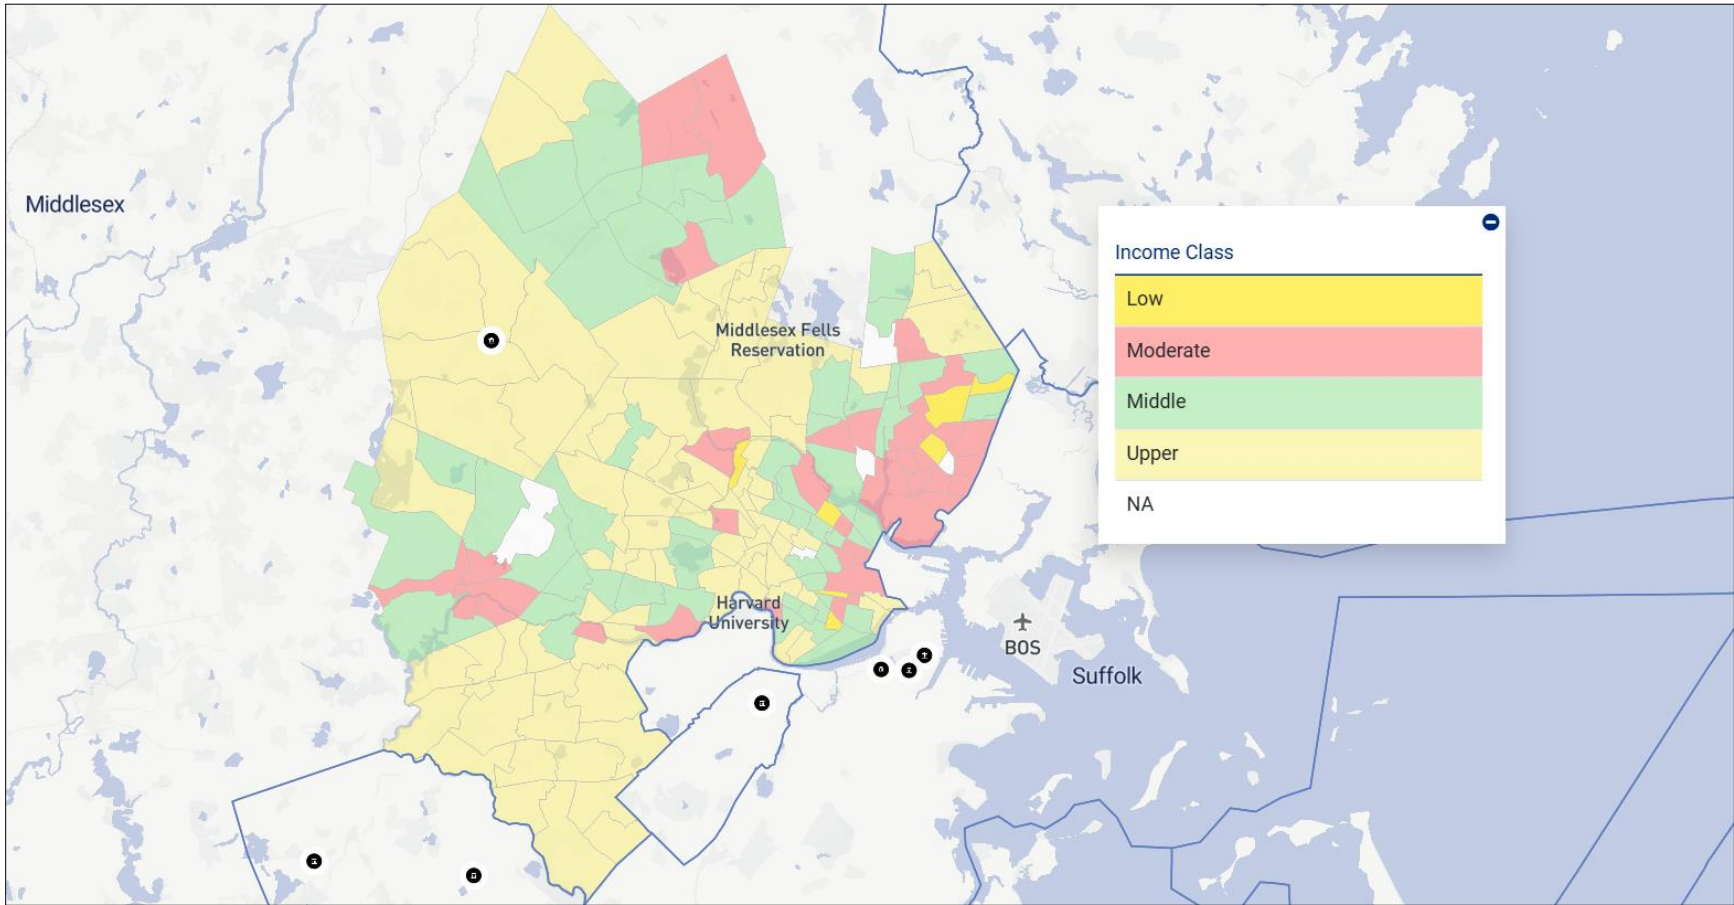 Middlesex
Income Class
Low
Middlesex Fells
Reservation
Moderate
Middle
Upper
NA
Harvard
University
BOS
Suffolk